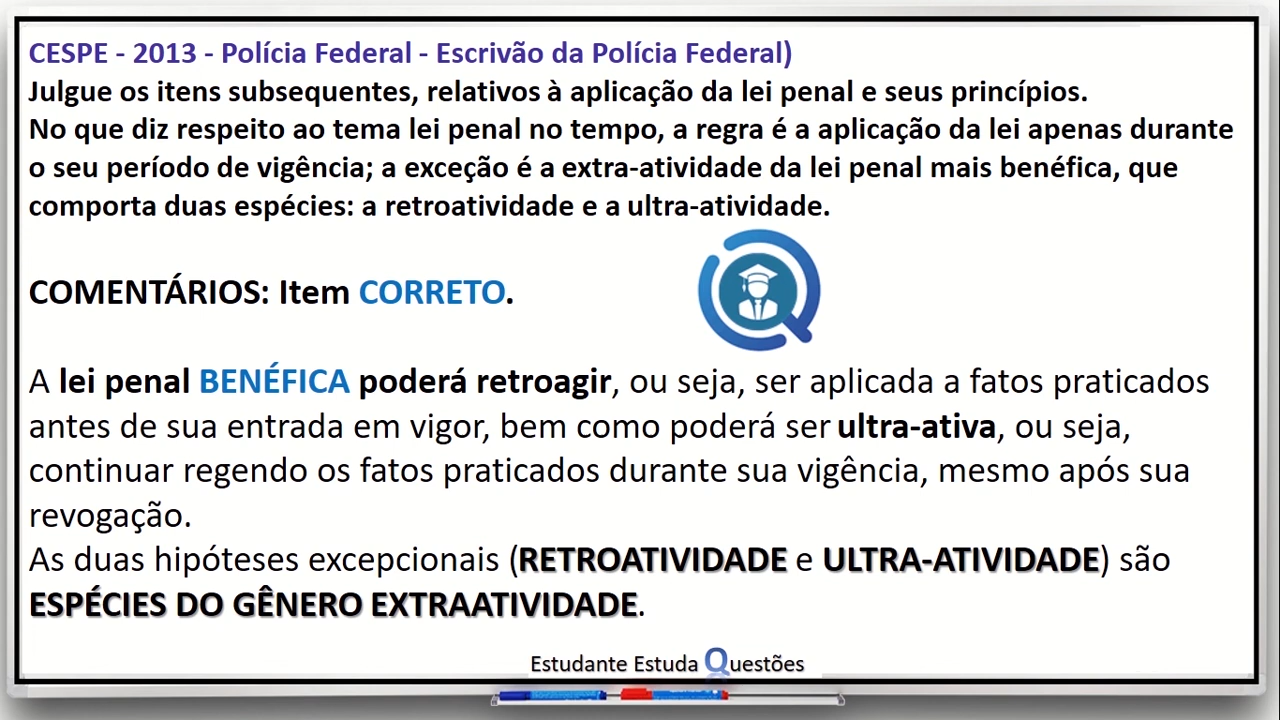 CESPE - 2013 - Polícia Federal - Escrivão da Polícia Federal)
Julgue os itens subsequentes, relativos à aplicação da lei penal e seus princípios.
No que diz respeito ao tema lei penal no tempo, a regra é a aplicação da lei apenas durante
o seu período de vigência; a exceção é a extra-atividade da lei penal mais benéfica, que
comporta duas espécies: a retroatividade e a ultra-atividade.
COMENTÁRIOS: Item CORRETO.
A lei penal BENÉFICA poderá retroagir, ou seja, ser aplicada a fatos praticados
antes de sua entrada em vigor, bem como poderá ser ultra-ativa, ou seja,
continuar regendo os fatos praticados durante sua vigência, mesmo após sua
revogação.
As duas hipóteses excepcionais (RETROATIVIDADE e ULTRA-ATIVIDADE) são
ESPÉCIES DO GÊNERO EXTRAATIVIDADE.
Estudante Estuda Questões